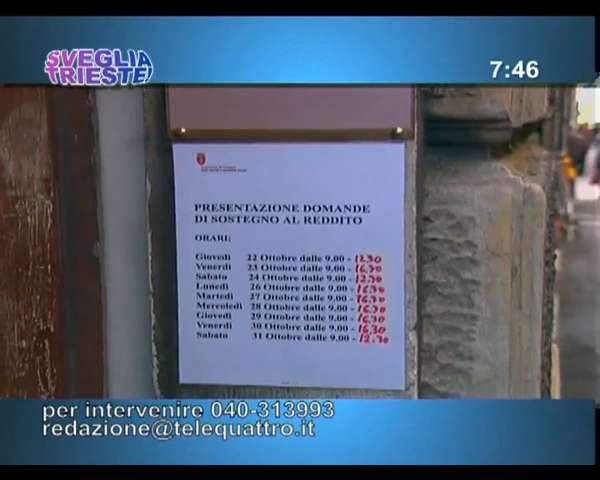 SVEGLIA
TRIESTE!
7:46
PRESENTAZIONE DOMANDE
DI SOSTEGNO AL REDDITO
ORARI:
Giovedì 22 Ottobre dalle 9.00 - 12.30
Venerdì 23 Ottobre dalle 9.00 - 16.30
Sabato 24 Ottobre dalle 9.00 - 12.30
Lunedì 26 Ottobre dalle 9.00 - 16.30
Martedì 27 Ottobre dalle 9.00 - 16.30
Mercoledì 28 Ottobre dalle 9.00 - 16.30
Giovedì 29 Ottobre dalle 9.00 - 16.30
Venerdì 30 Ottobre dalle 9.00 - 16.30
Sabato 31 Ottobre dalle 9.00 - 12.30
per intervenire 040-313993
redazione@telequattro.it